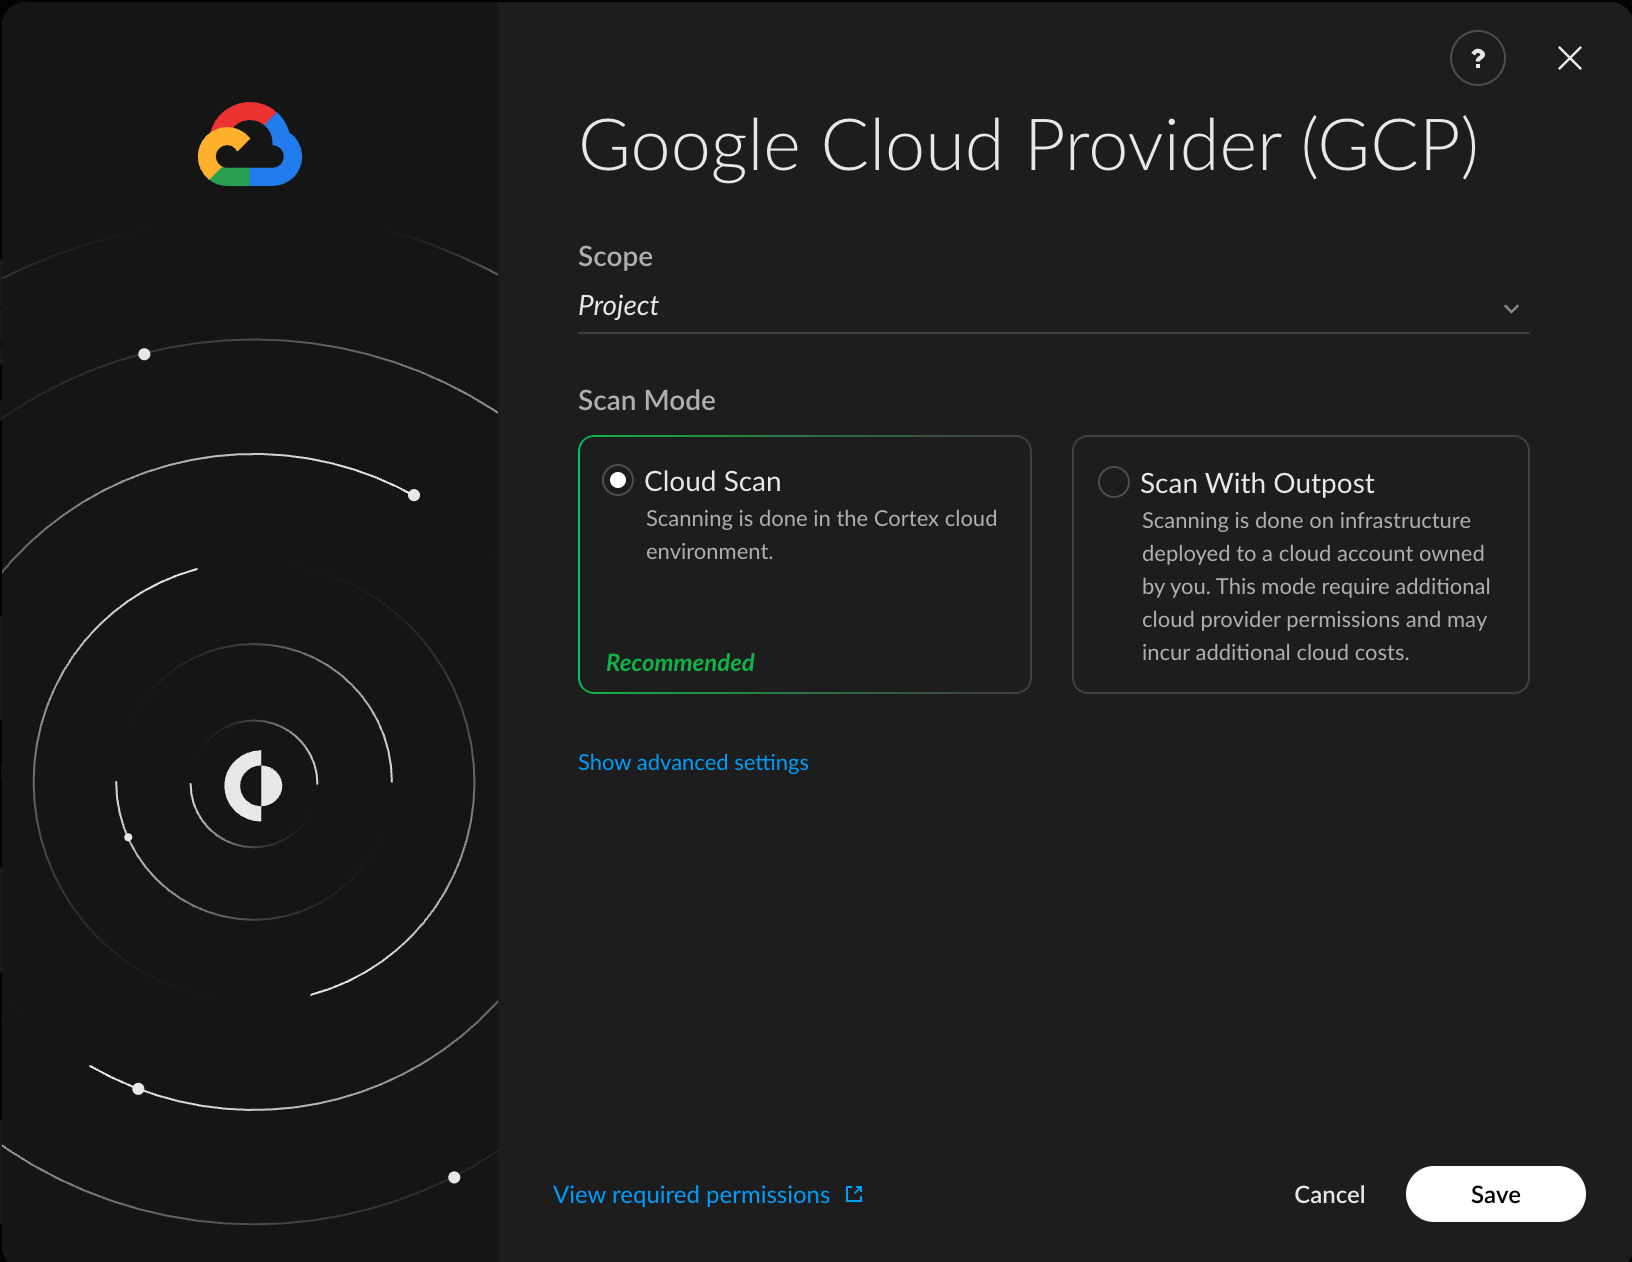 ?
Google Cloud Provider (GCP)
Scope
Project
Scan Mode
Cloud Scan
Scanning is done in the Cortex cloud
environment.
Recommended
Scan With Outpost
Scanning is done on infrastructure
deployed to a cloud account owned
by you. This mode require additional
cloud provider permissions and may
incur additional cloud costs.
Show advanced settings
View required permissions
Cancel
Save